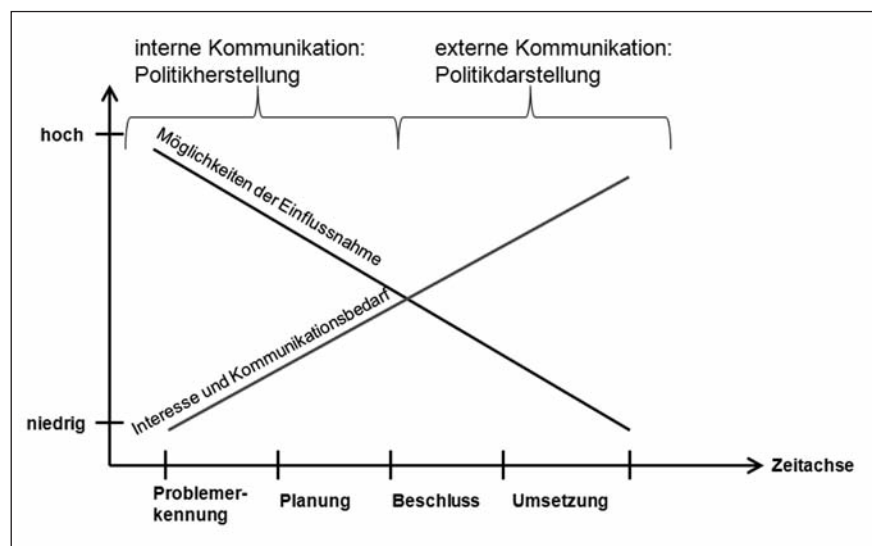 interne Kommunikation:
Politikherstellung
externe Kommunikation:
Politikdarstellung
hoch
Möglichkeiten der Einflussnahme
Interesse und Kommunikationsbedarf
niedrig
Zeitachse
Problemer-
kennung
Planung
Beschluss
Umsetzung